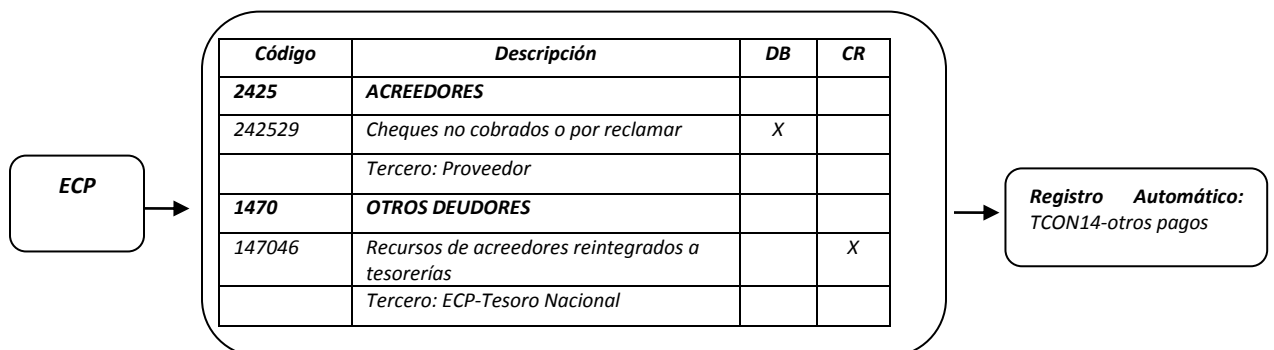 Código Descripción DB CR
2425 ACREEDORES
242529 Cheques no cobrados o por reclamar X
Tercero: Proveedor
1470 OTROS DEUDORES
147046 Recursos de acreedores reintegrados a X
tesorerías
Tercero: ECP-Tesoro Nacional
ECP
Registro Automático:
TCON14-otros pagos